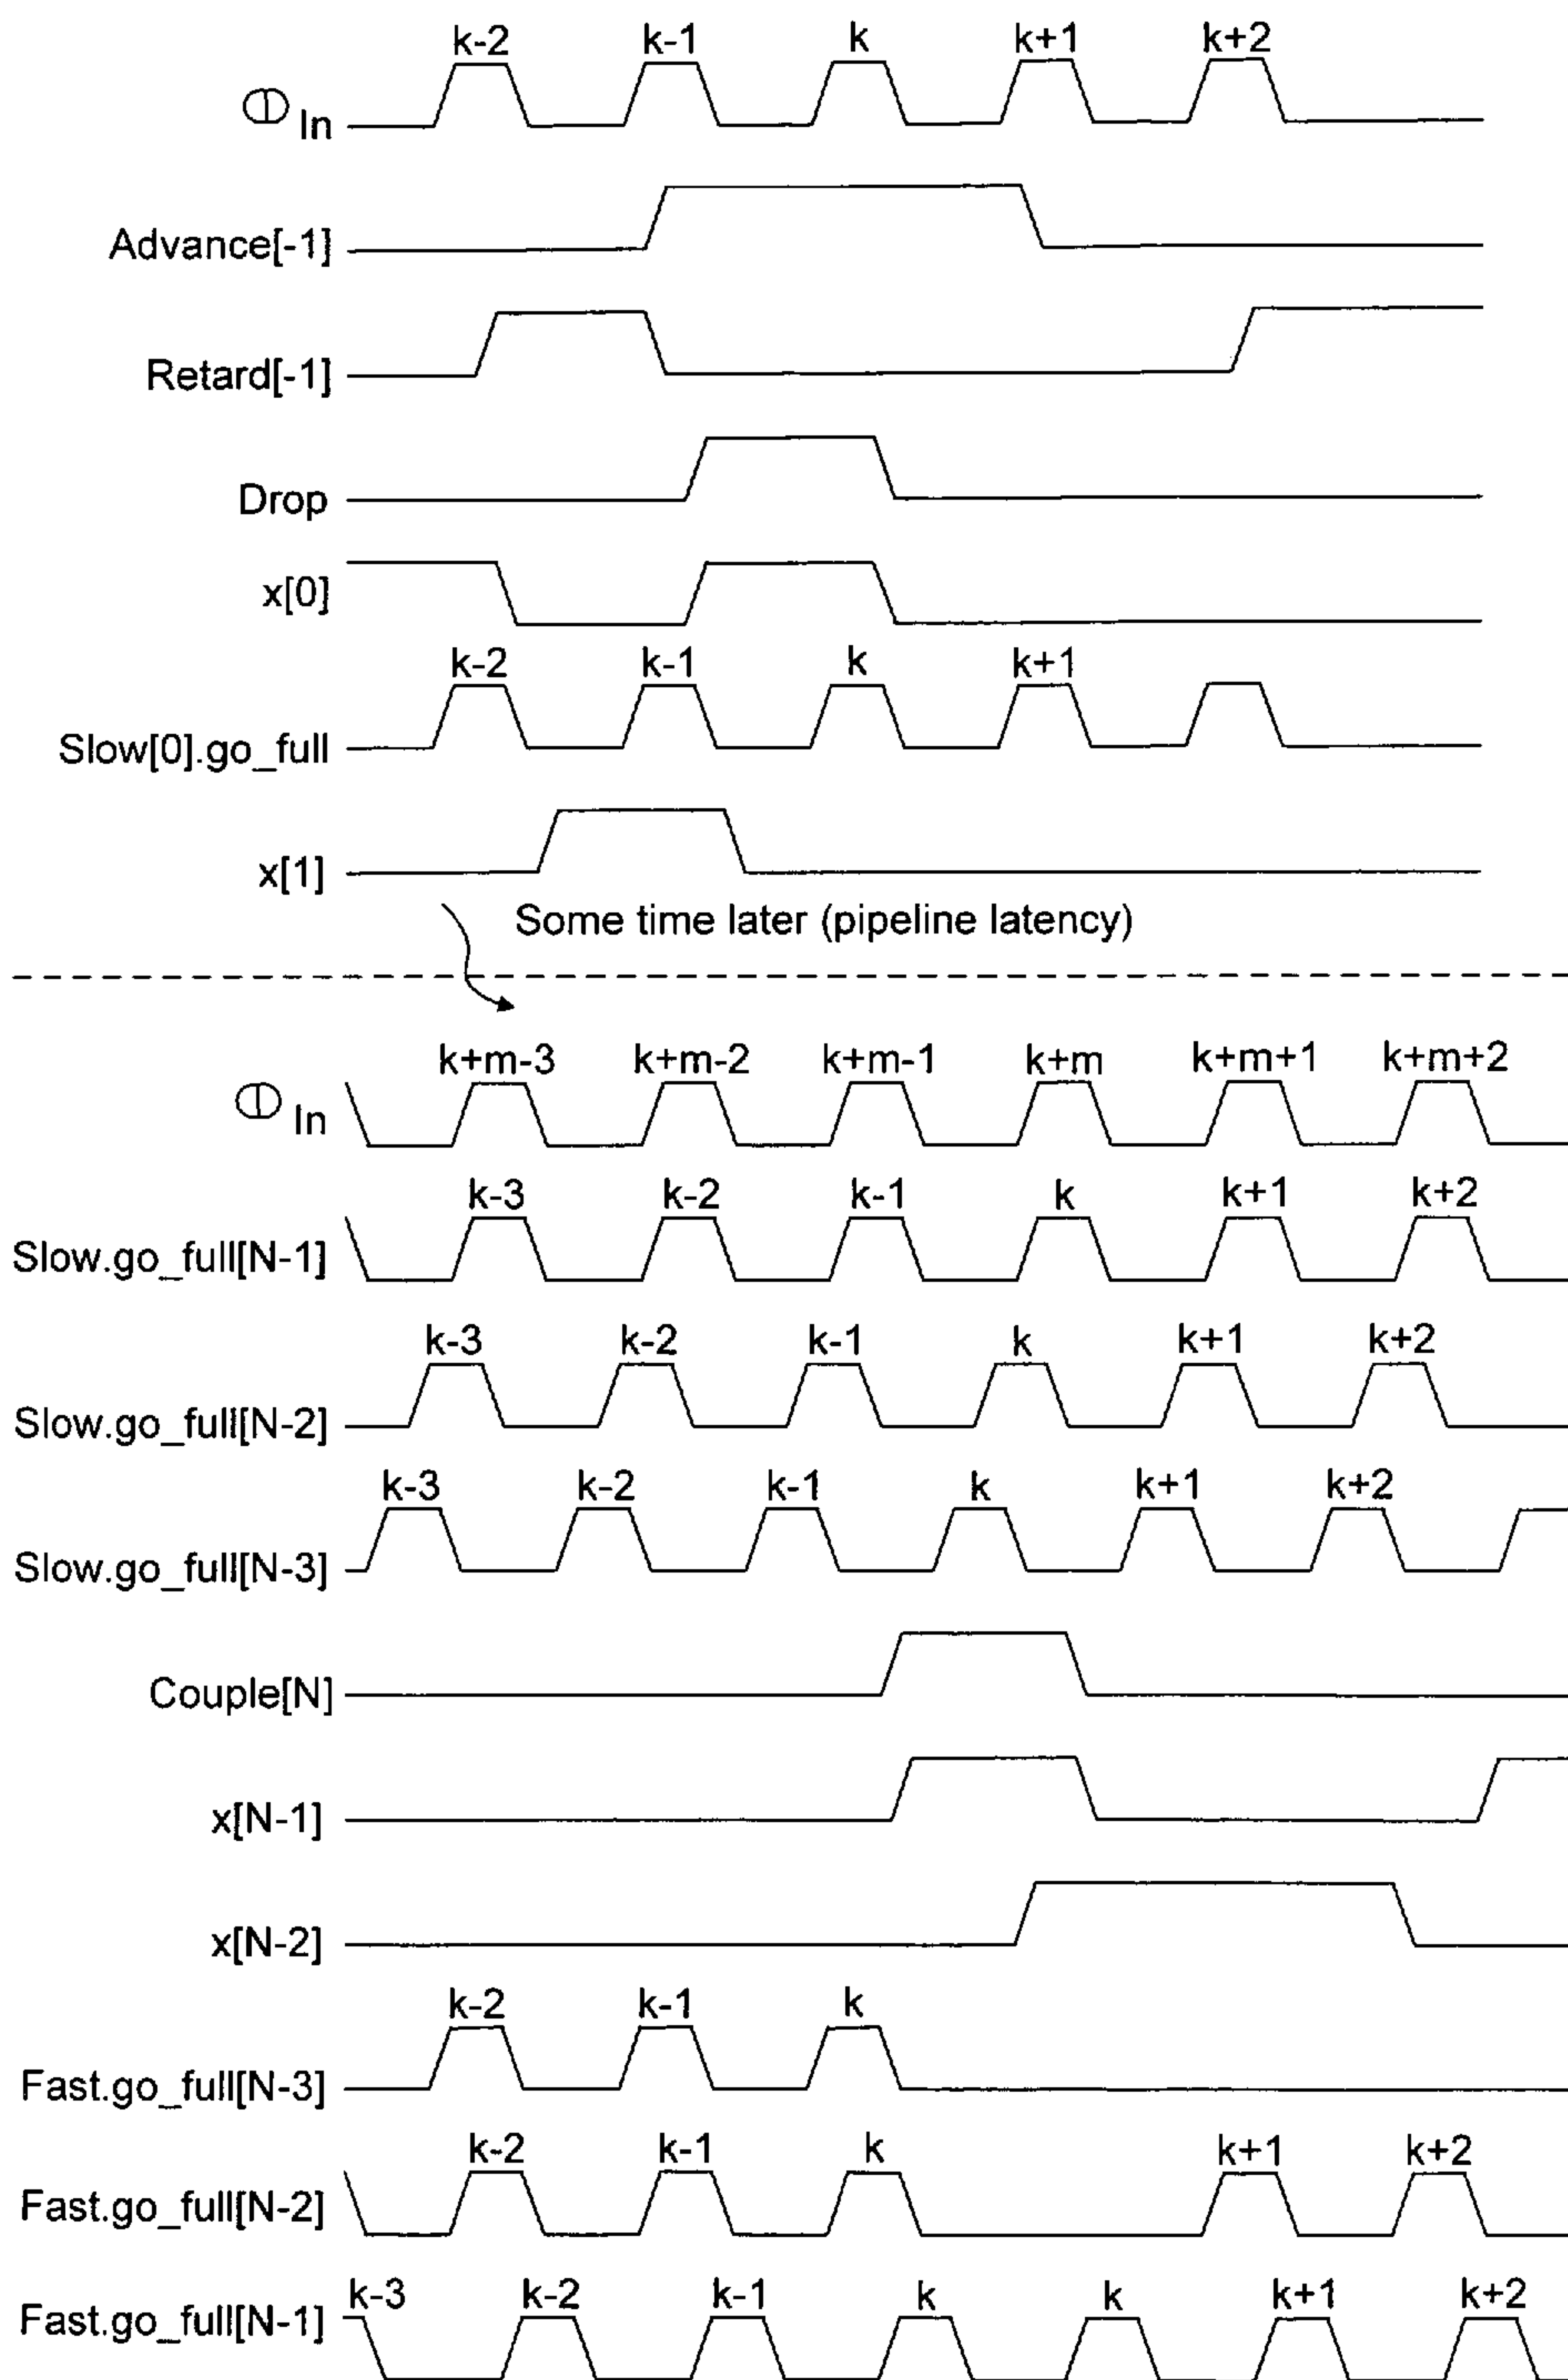 k-2 k-1 k k+1 k+2
Φ In
Advance[-1]
Retard[-1]
Drop
x[0]
k-2 k-1 k k+1
Slow[0].go_full
x[1]
Some time later (pipeline latency)
k+m-3 k+m-2 k+m-1 k+m k+m+1 k+m+2
Φ In
k-3 k-2 k-1 k k+1 k+2
Slow.go_full[N-1]
k-3 k-2 k-1 k k+1 k+2
Slow.go_full[N-2]
k-3 k-2 k-1 k k+1 k+2
Slow.go_full[N-3]
Couple[N]
x[N-1]
x[N-2]
k-2 k-1 k
Fast.go_full[N-3]
k-2 k-1 k k+1 k+2
Fast.go_full[N-2]
k-3 k-2 k-1 k k k+1 k+2
Fast.go_full[N-1]